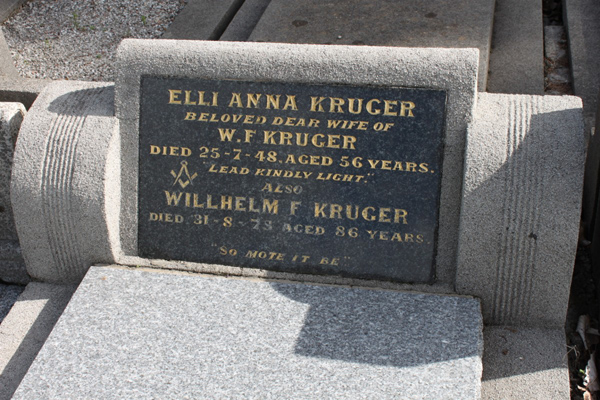 ELLI ANNA KRUGER
BELOVED DEAR WIFE OF
W.F KRUGER
DIED 25-7-48, AGED 56 YEARS.
"LEAD KINDLY LIGHT."
ALSO
WILLHELM F KRUGER
DIED 31-8-73 AGED 86 YEARS.
"SO MOTE IT BE"